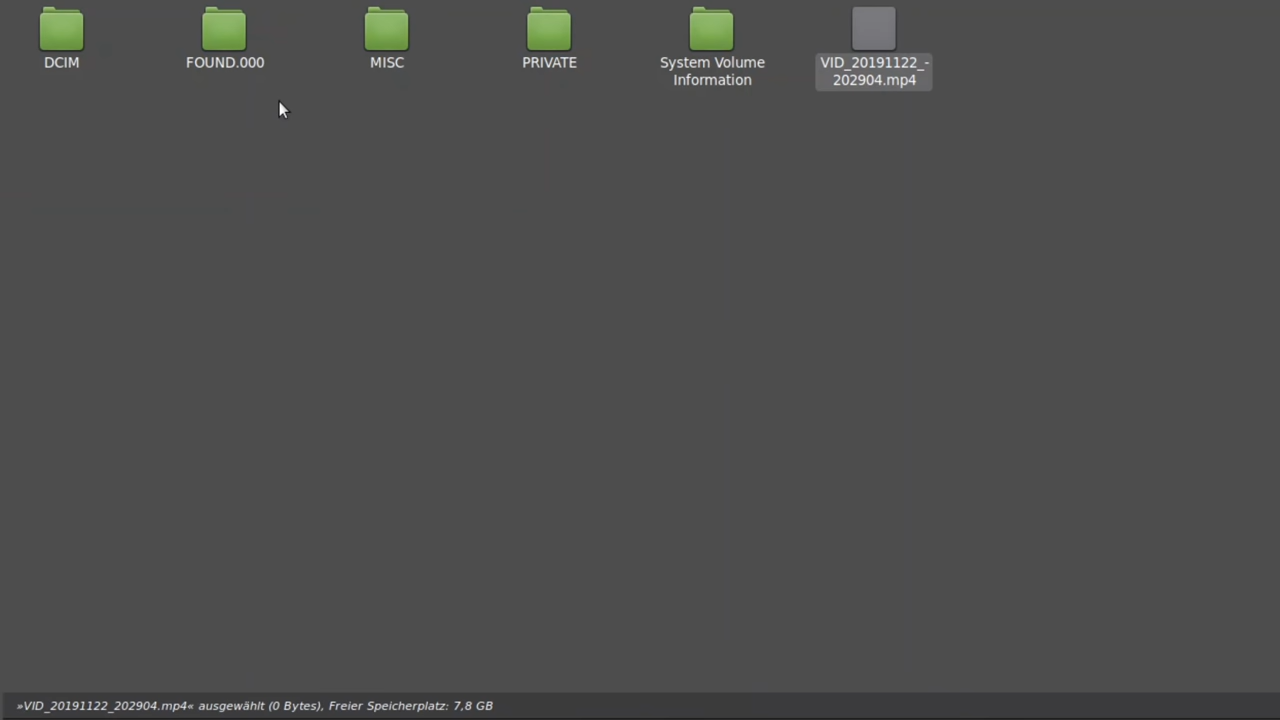 DCIM
FOUND.000
MISC
PRIVATE
System Volume
Information
VID_20191122_-
202904.mp4
»VID_20191122_202904.mp4« ausgewählt (0 Bytes), Freier Speicherplatz: 7,8 GB